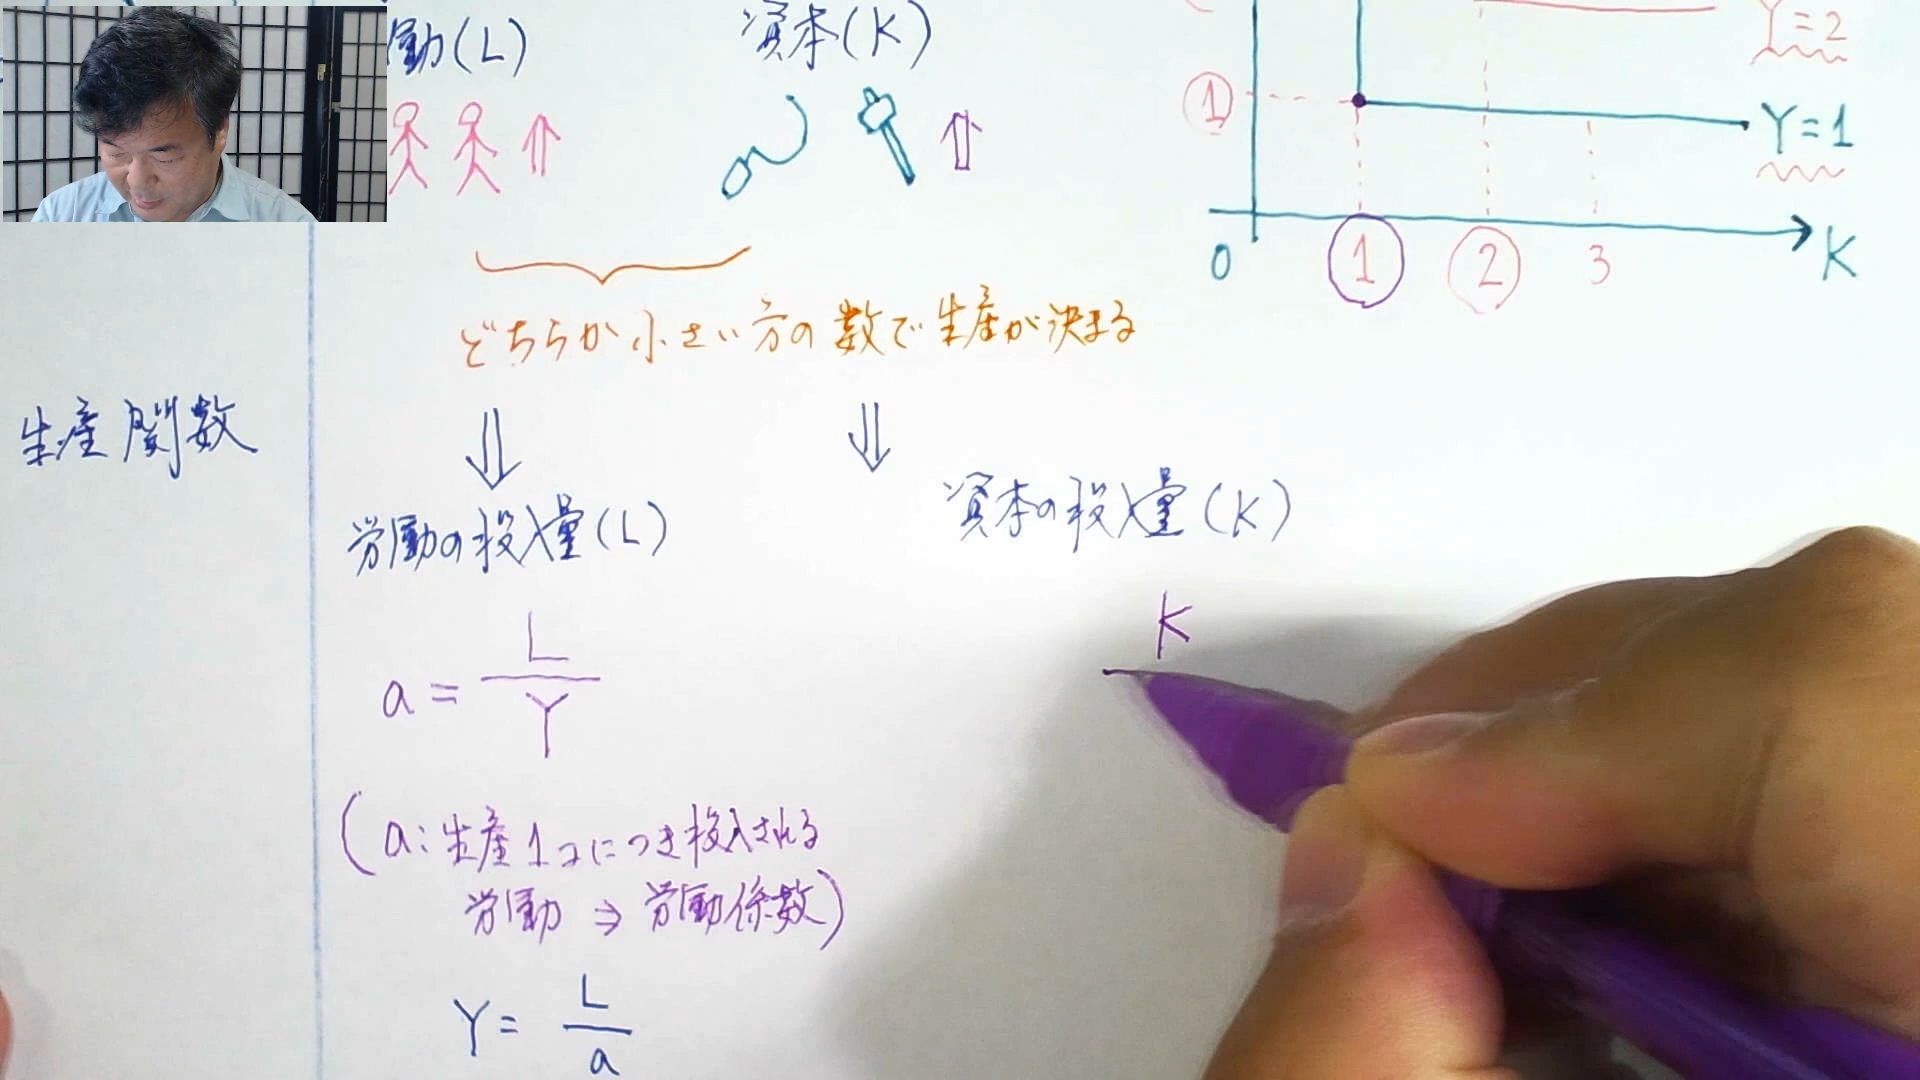 動(L)
資本(K)
Y=2
1
Y=1
0
1
2
3
K
どちらか小さい方の数で生産が決まる
生産関数
労働の投入量(L)
資本の投入量(K)
a = L/Y
K
(a:生産1コにつき投入される
労働 ⇒ 労働係数)
Y = L/a